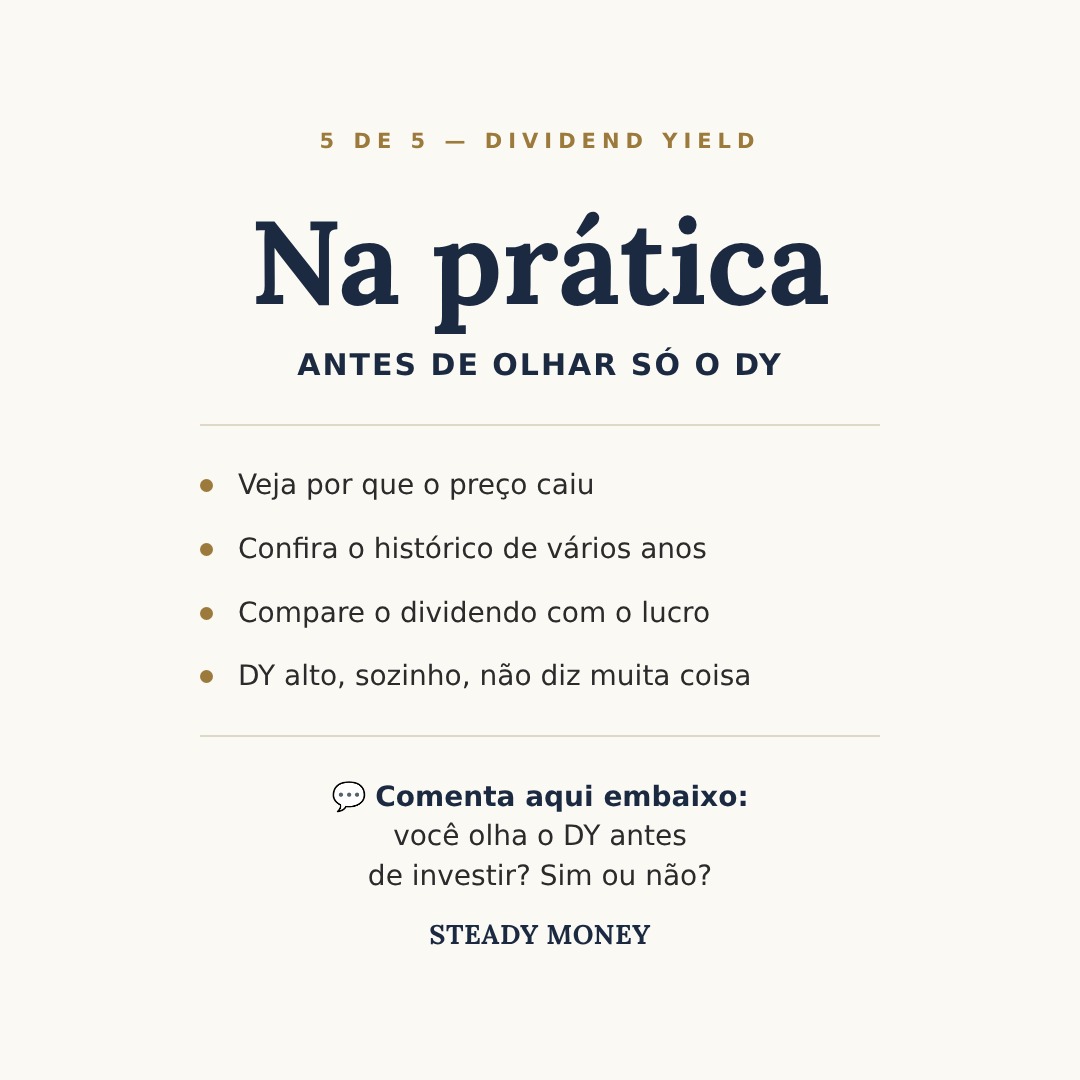 5 DE 5 — DIVIDEND YIELD
Na prática
ANTES DE OLHAR SÓ O DY
• Veja por que o preço caiu
• Confira o histórico de vários anos
• Compare o dividendo com o lucro
• DY alto, sozinho, não diz muita coisa
💬 Comenta aqui embaixo:
você olha o DY antes
de investir? Sim ou não?
STEADY MONEY